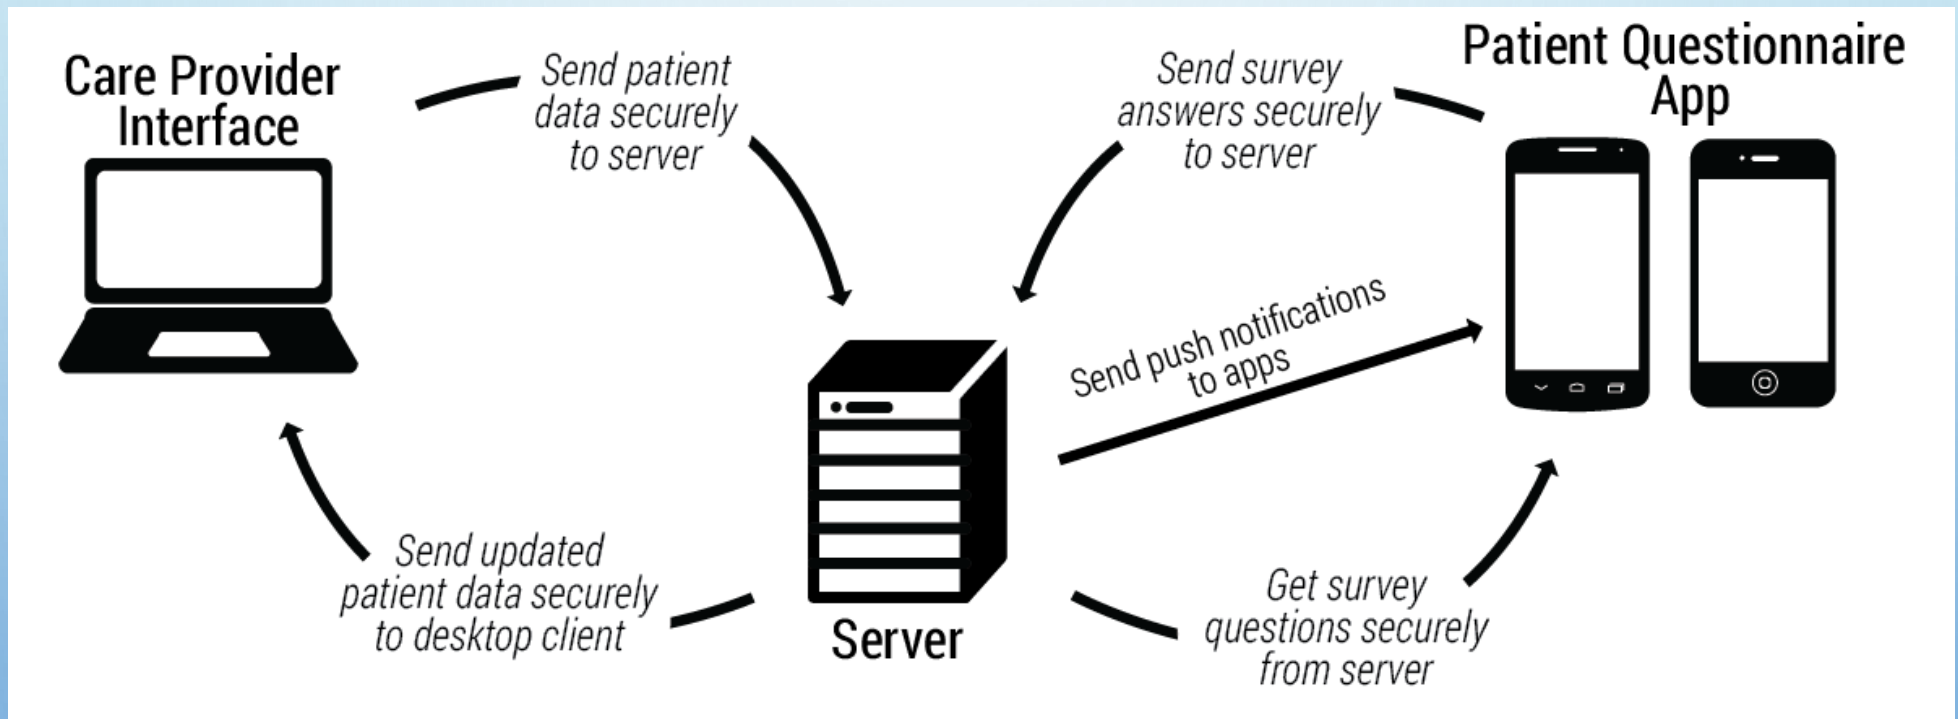 Care Provider
Interface
Send patient
data securely
to server
Send survey
answers securely
to server
Patient Questionnaire
App
Send push notifications
to apps
Send updated
patient data securely
to desktop client
Server
Get survey
questions securely
from server